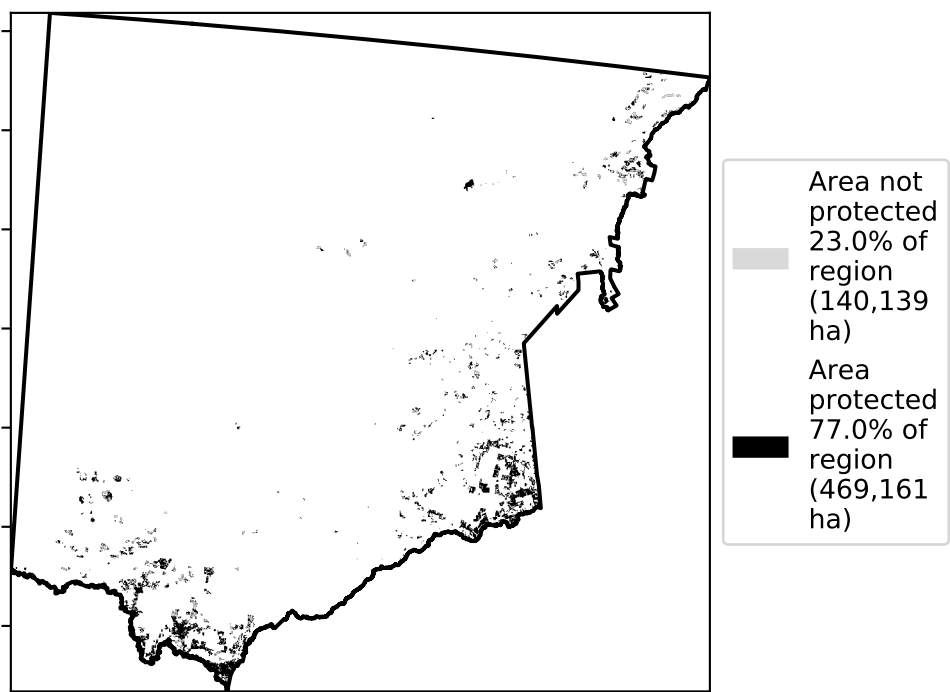 Area not
protected
23.0% of
region
(140,139
ha)
Area
protected
77.0% of
region
(469,161
ha)